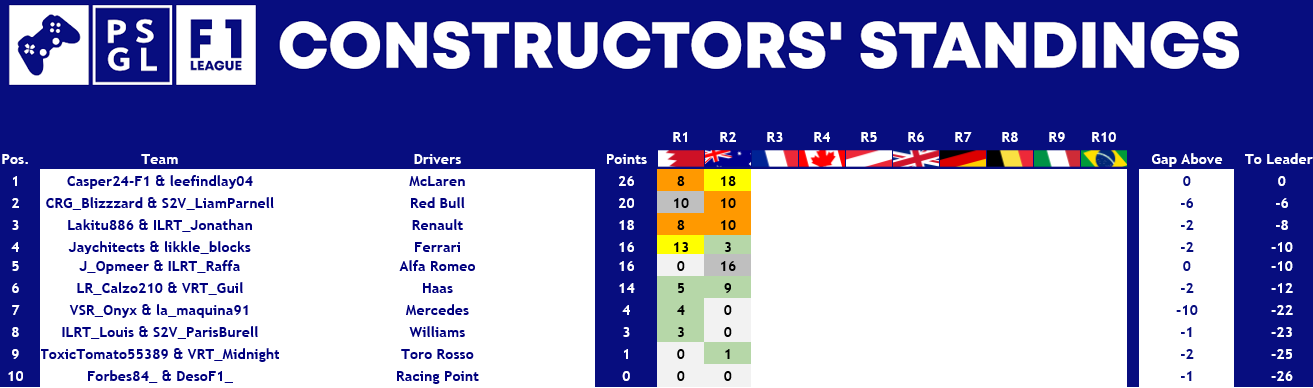 PS GL F1 LEAGUE CONSTRUCTORS' STANDINGS
R1 R2 R3 R4 R5 R6 R7 R8 R9 R10
Pos. Team Drivers Points Gap Above To Leader
1 Casper24-F1 & leefindlay04 McLaren 26 8 18 0 0
2 CRG_Blizzzard & S2V_LiamParnell Red Bull 20 10 10 -6 -6
3 Lakitu886 & ILRT_Jonathan Renault 18 8 10 -2 -8
4 Jaychitects & likkle_blocks Ferrari 16 13 3 -2 -10
5 J_Opmeer & ILRT_Raffa Alfa Romeo 16 0 16 0 -10
6 LR_Calzo210 & VRT_Guil Haas 14 5 9 -2 -12
7 VSR_Onyx & la_maquina91 Mercedes 4 4 0 -10 -22
8 ILRT_Louis & S2V_ParisBurell Williams 3 3 0 -1 -23
9 ToxicTomato55389 & VRT_Midnight Toro Rosso 1 0 1 -2 -25
10 Forbes84_ & DesoF1_ Racing Point 0 0 0 -1 -26